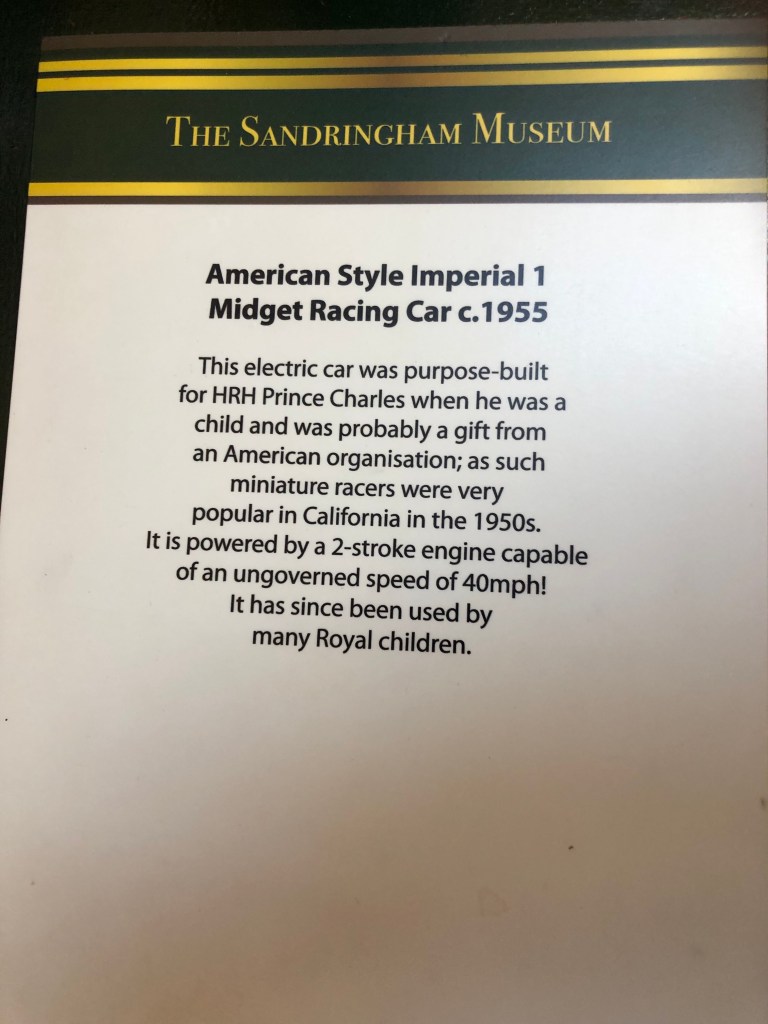 THE SANDRINGHAM MUSEUM
American Style Imperial 1
Midget Racing Car c.1955
This electric car was purpose-built
for HRH Prince Charles when he was a
child and was probably a gift from
an American organisation; as such
miniature racers were very
popular in California in the 1950s.
It is powered by a 2-stroke engine capable
of an ungoverned speed of 40mph!
It has since been used by
many Royal children.